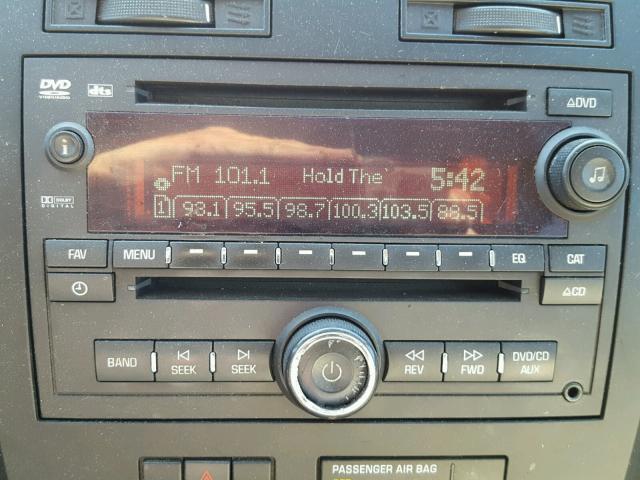 DVD
VIDEO/AUDIO
dts
△DVD
i
FM 101.1 Hold The 5:42
1 93.1 95.5 98.7 100.3 103.5 88.5
DOLBY
DIGITAL
FAV MENU EQ CAT
△CD
BAND SEEK SEEK REV FWD DVD/CD
AUX
PASSENGER AIR BAG